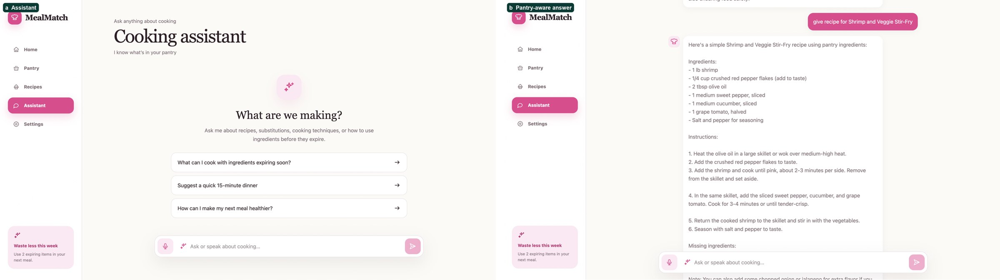 a Assistant
MealMatch
Home
Pantry
Recipes
Assistant
Settings
Waste less this week
Use 2 expiring items in your
next meal.
Ask anything about cooking
Cooking assistant
I know what's in your pantry
What are we making?
Ask me about recipes, substitutions, cooking techniques, or how to use
ingredients before they expire.
What can I cook with ingredients expiring soon?
Suggest a quick 15-minute dinner
How can I make my next meal healthier?
Ask or speak about cooking...
b Pantry-aware answer
MealMatch
Home
Pantry
Recipes
Assistant
Settings
Waste less this week
Use 2 expiring items in your
next meal.
also ensuring food safety.
give recipe for Shrimp and Veggie Stir-Fry
Here's a simple Shrimp and Veggie Stir-Fry recipe using pantry ingredients:
Ingredients:
- 1 lb shrimp
- 1/4 cup crushed red pepper flakes (add to taste)
- 2 tbsp olive oil
- 1 medium sweet pepper, sliced
- 1 medium cucumber, sliced
- 1 grape tomato, halved
- Salt and pepper for seasoning
Instructions:
1. Heat the olive oil in a large skillet or wok over medium-high heat.
2. Add the crushed red pepper flakes to taste.
3. Add the shrimp and cook until pink, about 2-3 minutes per side. Remove
from the skillet and set aside.
4. In the same skillet, add the sliced sweet pepper, cucumber, and grape
tomato. Cook for 3-4 minutes or until tender-crisp.
5. Return the cooked shrimp to the skillet and stir in with the vegetables.
6. Season with salt and pepper to taste.
Missing ingredients:
Ask or speak about cooking...
Note: You can also add some chopped onion or jalapeno for extra flavor if you